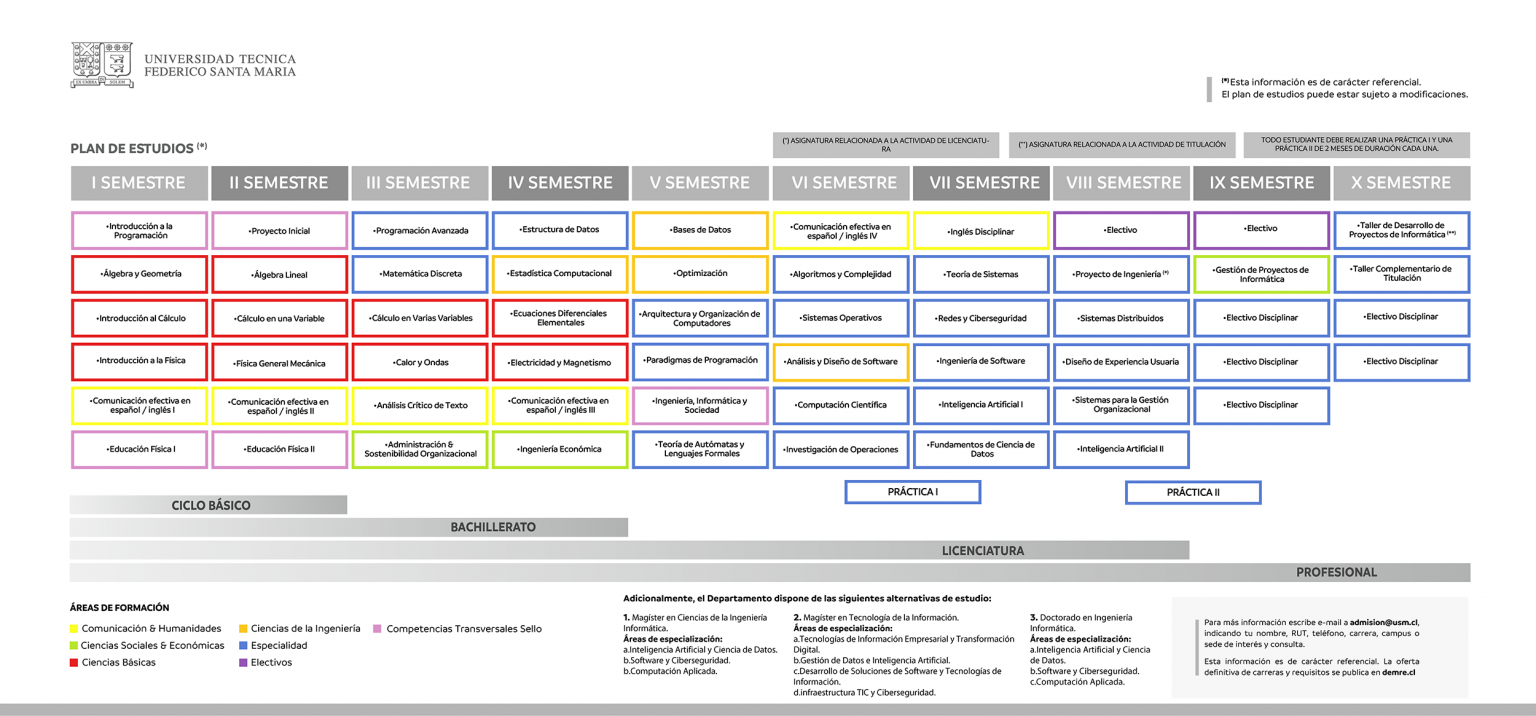 UNIVERSIDAD TECNICA
FEDERICO SANTA MARIA
EX UMBRA IN SOLEM
(*)Esta información es de carácter referencial.
El plan de estudios puede estar sujeto a modificaciones.
PLAN DE ESTUDIOS (*)
(*) ASIGNATURA RELACIONADA A LA ACTIVIDAD DE LICENCIATU-
RA
(**) ASIGNATURA RELACIONADA A LA ACTIVIDAD DE TITULACIÓN
TODO ESTUDIANTE DEBE REALIZAR UNA PRÁCTICA I Y UNA
PRÁCTICA II DE 2 MESES DE DURACIÓN CADA UNA.
I SEMESTRE
II SEMESTRE
III SEMESTRE
IV SEMESTRE
V SEMESTRE
VI SEMESTRE
VII SEMESTRE
VIII SEMESTRE
IX SEMESTRE
X SEMESTRE
•Introducción a la
Programación
•Proyecto Inicial
•Programación Avanzada
•Estructura de Datos
•Bases de Datos
•Comunicación efectiva en
español / inglés IV
•Inglés Disciplinar
•Electivo
•Electivo
•Taller de Desarrollo de
Proyectos de Informática (**)
•Álgebra y Geometría
•Álgebra Lineal
•Matemática Discreta
•Estadística Computacional
•Optimización
•Algoritmos y Complejidad
•Teoría de Sistemas
•Proyecto de Ingeniería (*)
•Gestión de Proyectos de
Informática
•Taller Complementario de
Titulación
•Introducción al Cálculo
•Cálculo en una Variable
•Cálculo en Varias Variables
•Ecuaciones Diferenciales
Elementales
•Arquitectura y Organización de
Computadores
•Sistemas Operativos
•Redes y Ciberseguridad
•Sistemas Distribuidos
•Electivo Disciplinar
•Electivo Disciplinar
•Introducción a la Física
•Física General Mecánica
•Calor y Ondas
•Electricidad y Magnetismo
•Paradigmas de Programación
•Análisis y Diseño de Software
•Ingeniería de Software
•Diseño de Experiencia Usuaria
•Electivo Disciplinar
•Electivo Disciplinar
•Comunicación efectiva en
español / inglés I
•Comunicación efectiva en
español / inglés II
•Análisis Crítico de Texto
•Comunicación efectiva en
español / inglés III
•Ingeniería, Informática y
Sociedad
•Computación Científica
•Inteligencia Artificial I
•Sistemas para la Gestión
Organizacional
•Electivo Disciplinar
•Educación Física I
•Educación Física II
•Administración &
Sostenibilidad Organizacional
•Ingeniería Económica
•Teoría de Autómatas y
Lenguajes Formales
•Investigación de Operaciones
•Fundamentos de Ciencia de
Datos
•Inteligencia Artificial II
PRÁCTICA I
PRÁCTICA II
CICLO BÁSICO
BACHILLERATO
LICENCIATURA
PROFESIONAL
ÁREAS DE FORMACIÓN
Comunicación & Humanidades
Ciencias Sociales & Económicas
Ciencias Básicas
Ciencias de la Ingeniería
Especialidad
Electivos
Competencias Transversales Sello
Adicionalmente, el Departamento dispone de las siguientes alternativas de estudio:
1. Magíster en Ciencias de la Ingeniería
Informática.
Áreas de especialización:
a.Inteligencia Artificial y Ciencia de Datos.
b.Software y Ciberseguridad.
b.Computación Aplicada.
2. Magíster en Tecnología de la Información.
Áreas de especialización:
a.Tecnologías de Información Empresarial y Transformación
Digital.
b.Gestión de Datos e Inteligencia Artificial.
c.Desarrollo de Soluciones de Software y Tecnologías de
Información.
d.infraestructura TIC y Ciberseguridad.
3. Doctorado en Ingeniería
Informática.
Áreas de especialización:
a.Inteligencia Artificial y Ciencia
de Datos.
b.Software y Ciberseguridad.
c.Computación Aplicada.
Para más información escribe e-mail a admision@usm.cl,
indicando tu nombre, RUT, teléfono, carrera, campus o
sede de interés y consulta.
Esta información es de carácter referencial. La oferta
definitiva de carreras y requisitos se publica en demre.cl